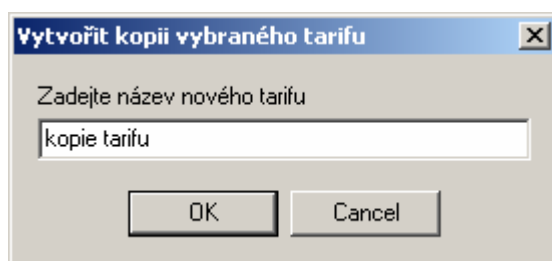 Vytvořit kopii vybraného tarifu
Zadejte název nového tarifu
kopie tarifu
OK
Cancel